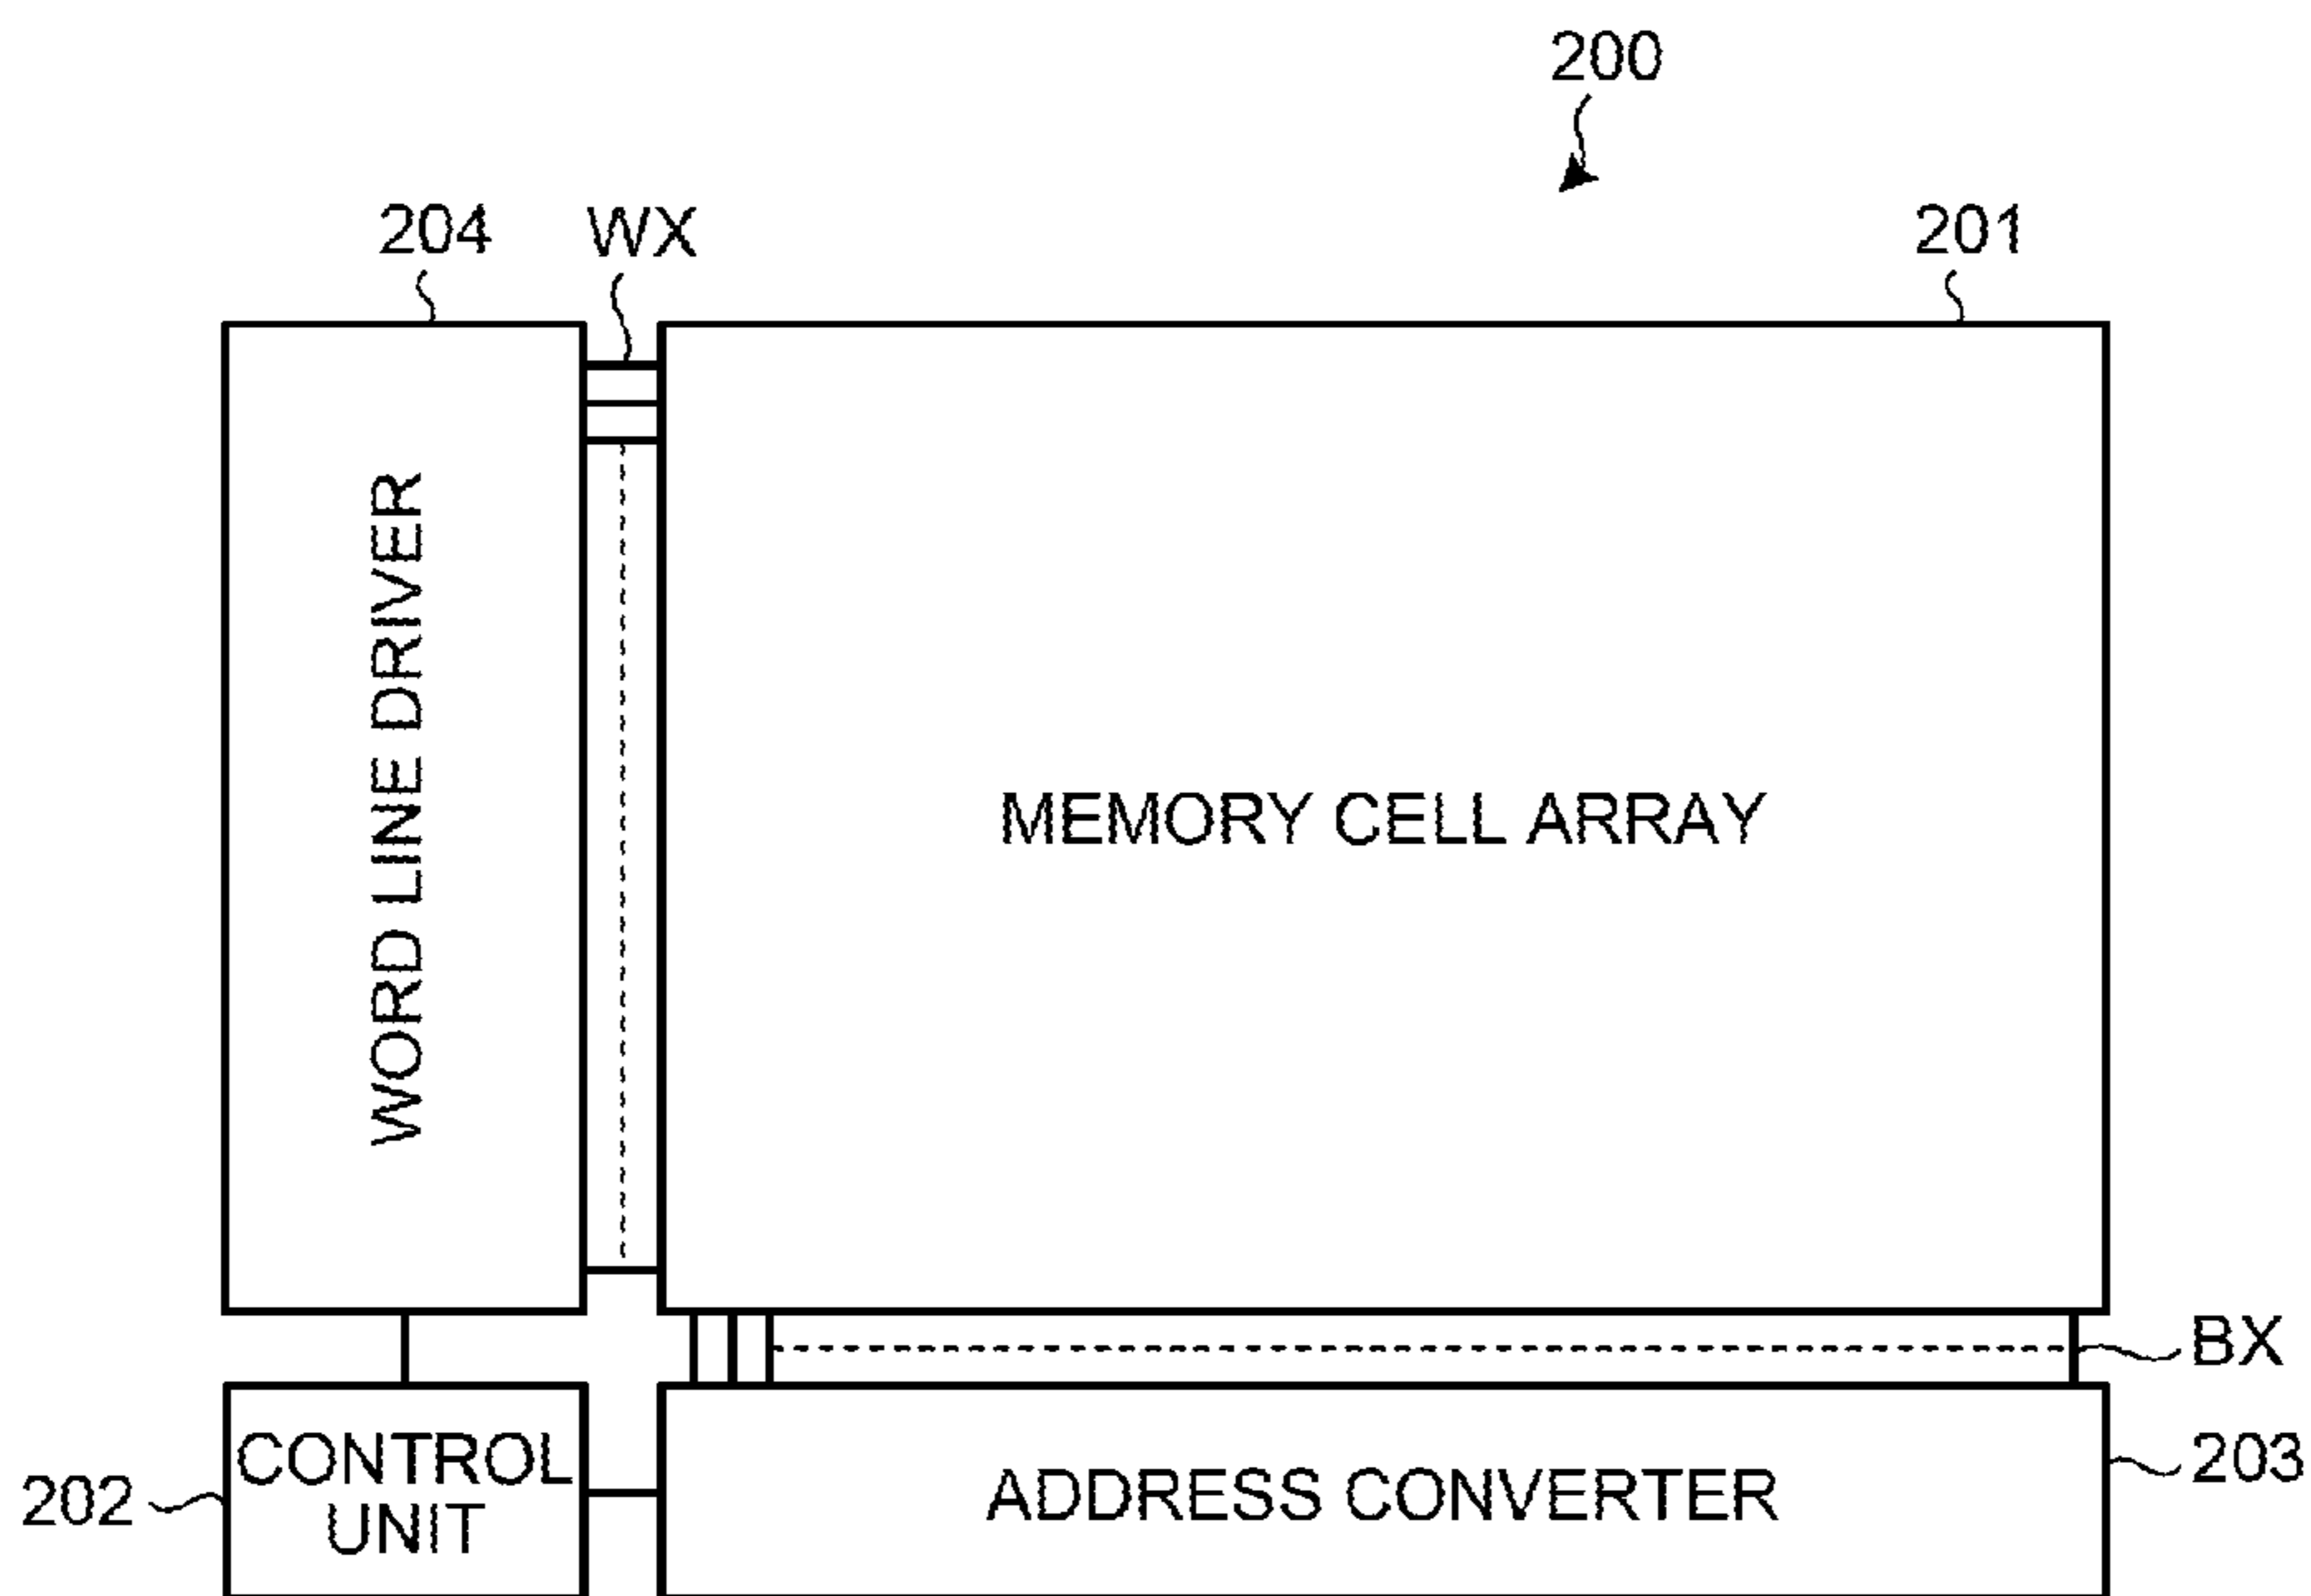 200
204
WX
201
WORD LINE DRIVER
MEMORY CELL ARRAY
BX
CONTROL
UNIT
202
ADDRESS CONVERTER
203